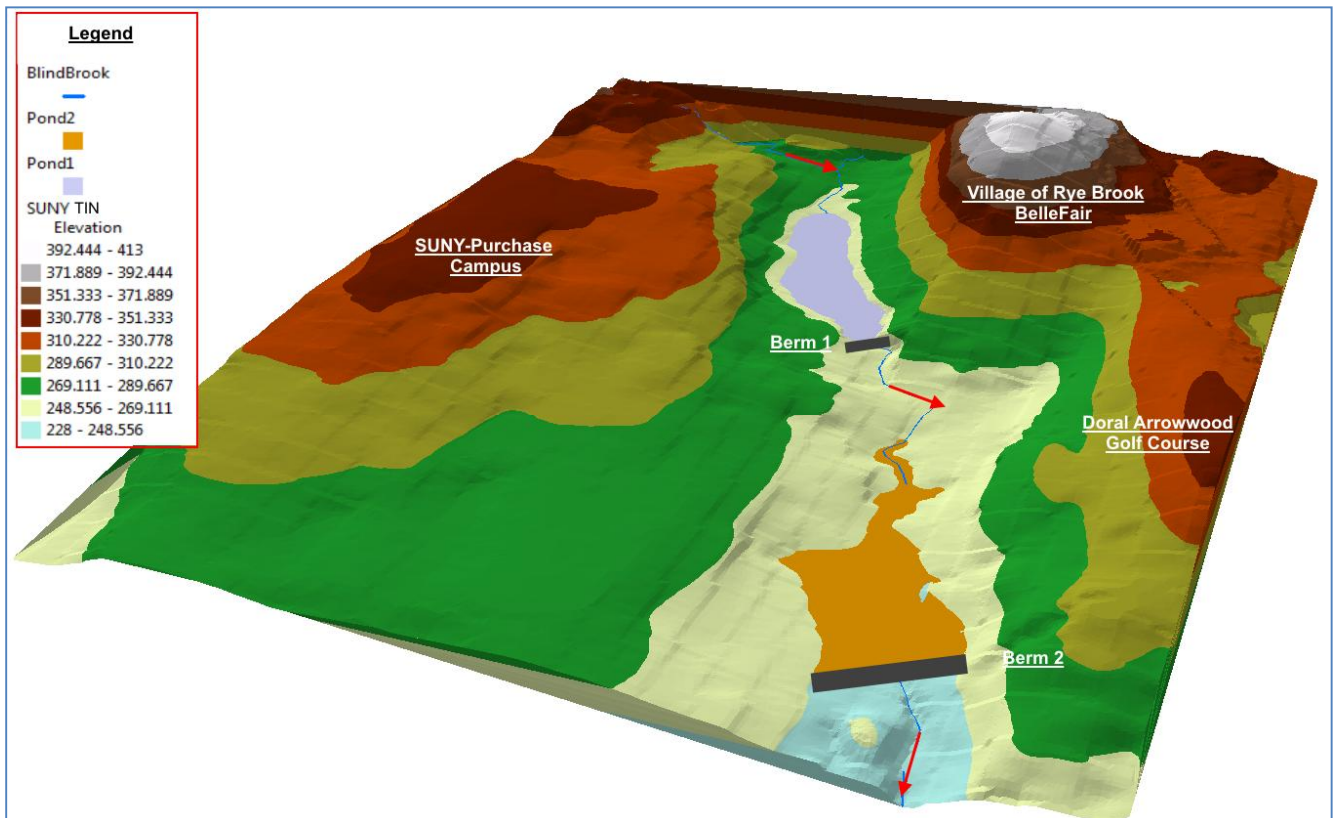 Legend
BlindBrook
Pond2
Pond1
SUNY TIN
Elevation
392.444 - 413
371.889 - 392.444
351.333 - 371.889
330.778 - 351.333
310.222 - 330.778
289.667 - 310.222
269.111 - 289.667
248.556 - 269.111
228 - 248.556
SUNY-Purchase
Campus
Village of Rye Brook
BelleFair
Berm 1
Doral Arrowwood
Golf Course
Berm 2